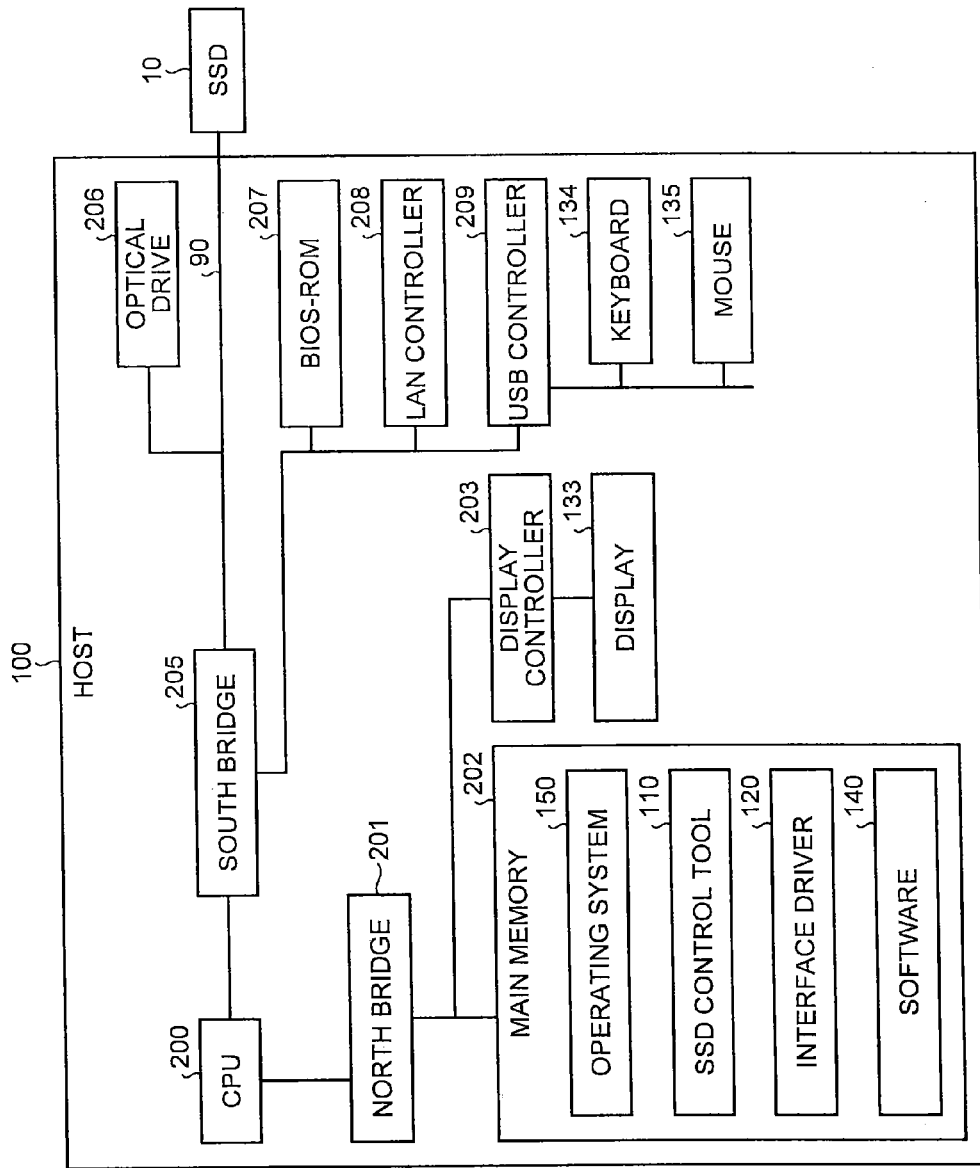 100
HOST
200
CPU
205
SOUTH BRIDGE
206
OPTICAL
DRIVE
90
10
SSD
201
NORTH BRIDGE
207
BIOS-ROM
208
LAN CONTROLLER
209
USB CONTROLLER
134
KEYBOARD
135
MOUSE
203
DISPLAY
CONTROLLER
133
DISPLAY
202
MAIN MEMORY
150
OPERATING SYSTEM
110
SSD CONTROL TOOL
120
INTERFACE DRIVER
140
SOFTWARE